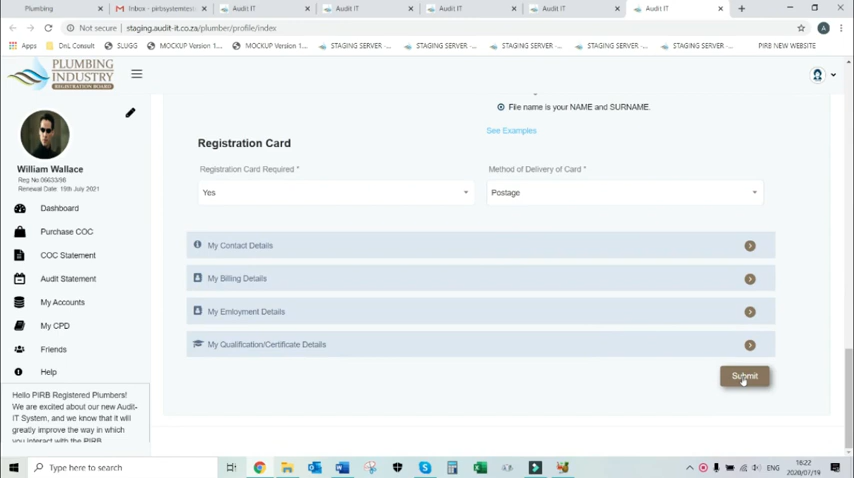 Plumbing
Inbox - pirbsystemtest
Audit IT
Audit IT
Audit IT
Audit IT
Audit IT
Not secure | staging.audit-it.co.za/plumber/profile/index
A
Apps
DnL Consult
SLUGG
MOCKUP Version 1...
MOCKUP Version 1...
STAGING SERVER -...
STAGING SERVER -...
STAGING SERVER -...
STAGING SERVER -...
STAGING SERVER -...
PIRB NEW WEBSITE
PLUMBING
INDUSTRY
REGISTRATION BOARD
File name is your NAME and SURNAME.
See Examples
Registration Card
Registration Card Required *
Method of Delivery of Card *
Yes
Postage
My Contact Details
My Billing Details
My Emloyment Details
My Qualification/Certificate Details
Submit
William Wallace
Reg No 06633/98
Renewal Date: 19th July 2021
Dashboard
Purchase COC
COC Statement
Audit Statement
My Accounts
My CPD
Friends
Help
Hello PIRB Registered Plumbers!
We are excited about our new Audit-
IT System, and we know that it will
greatly improve the way in which
you interact with the PIRB
Type here to search
ENG
16:22
2020/07/19